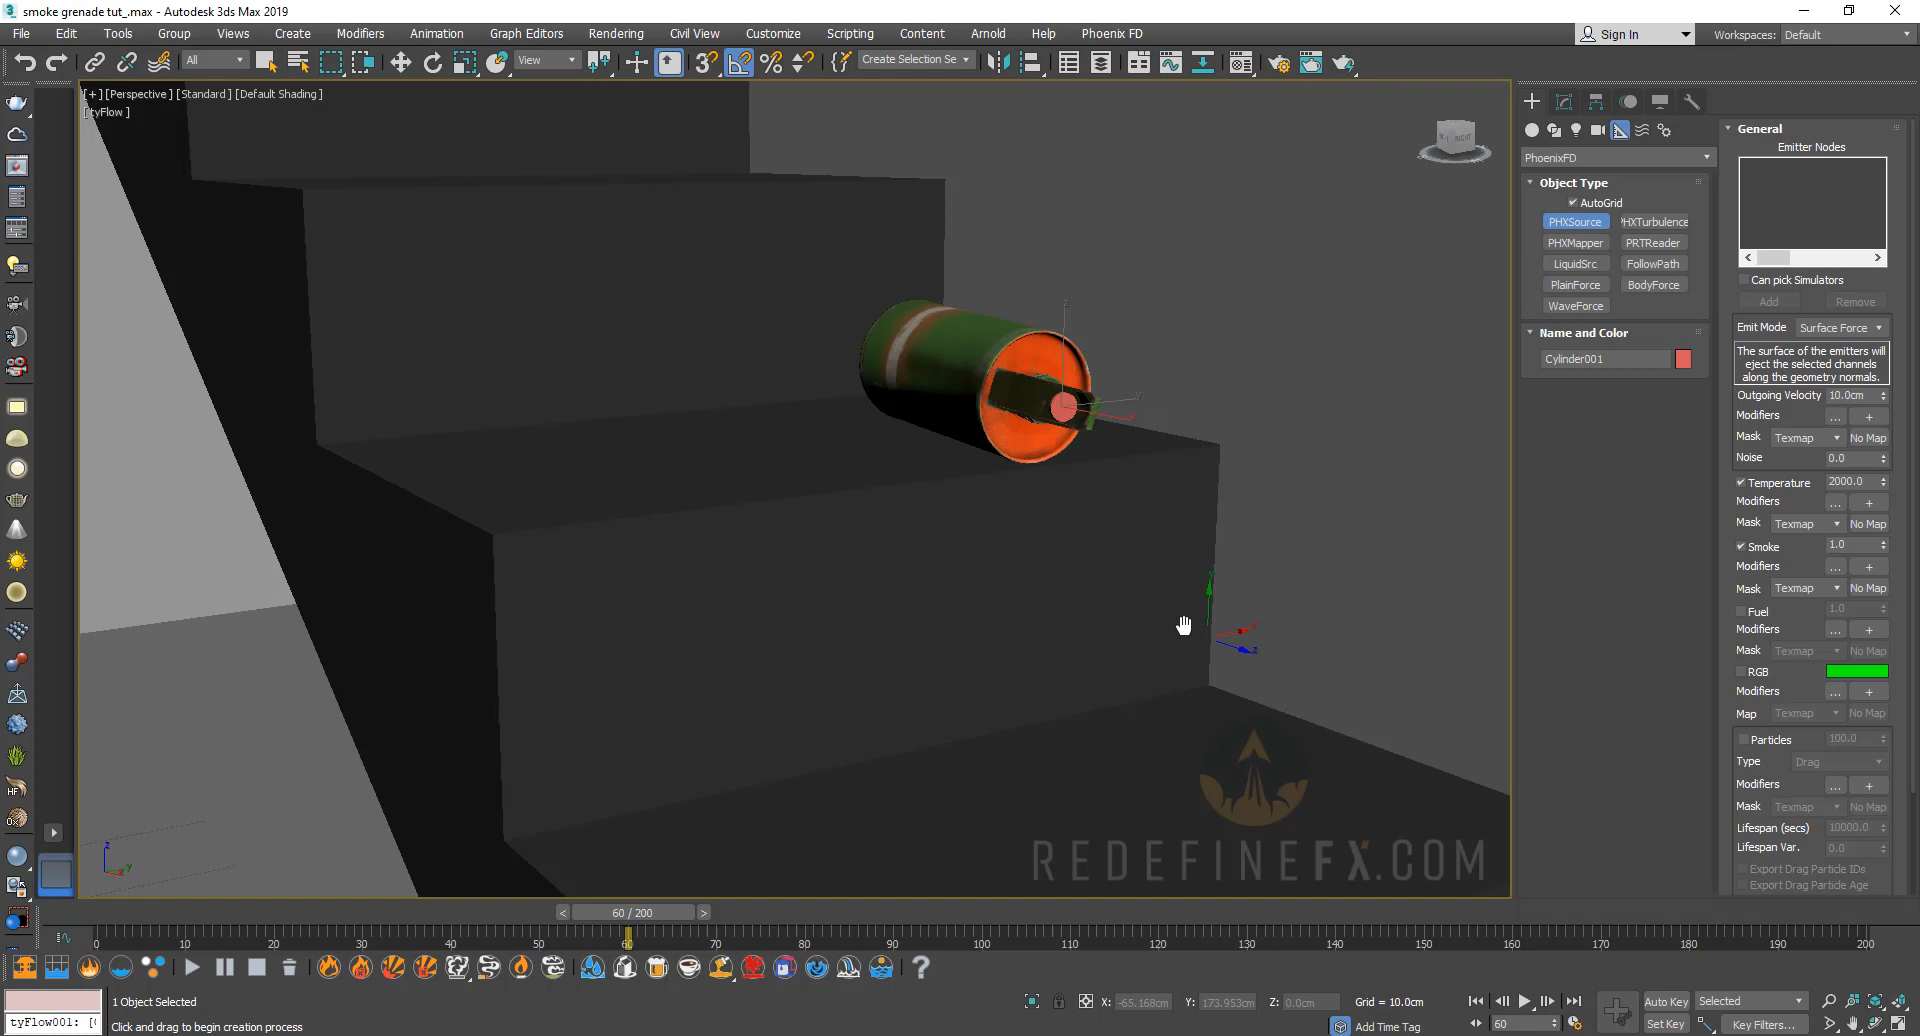 smoke grenade tut_.max - Autodesk 3ds Max 2019
File Edit Tools Group Views Create Modifiers Animation Graph Editors Rendering Civil View Customize Scripting Content Arnold Help Phoenix FD
Sign In Workspaces: Default
All View Create Selection Se
[+] [Perspective] [Standard] [Default Shading]
[tyFlow]
RIGHT
PhoenixFD
Object Type
AutoGrid
PHXSource PHXTurbulence
PHXMapper PRTReader
LiquidSrc FollowPath
PlainForce BodyForce
WaveForce
Name and Color
Cylinder001
General
Emitter Nodes
Can pick Simulators
Add Remove
Emit Mode Surface Force
The surface of the emitters will
eject the selected channels
along the geometry normals.
Outgoing Velocity 10.0cm
Modifiers ... +
Mask Texmap No Map
Noise 0.0
Temperature 2000.0
Modifiers ... +
Mask Texmap No Map
Smoke 1.0
Modifiers ... +
Mask Texmap No Map
Fuel 1.0
Modifiers ... +
Mask Texmap No Map
RGB
Modifiers ... +
Map Texmap No Map
Particles 100.0
Type Drag
Modifiers ... +
Mask Texmap No Map
Lifespan (secs) 10000.0
Lifespan Var. 0.0
Export Drag Particle IDs
Export Drag Particle Age
REDEFINEFX.COM
< 60 / 200 >
0 10 20 30 40 50 60 70 80 90 100 110 120 130 140 150 160 170 180 190 200
1 Object Selected
X: -65.168cm Y: 173.953cm Z: 0.0cm Grid = 10.0cm
Auto Key Selected
tyFlow001: [
Click and drag to begin creation process
Add Time Tag
60
Set Key Key Filters...